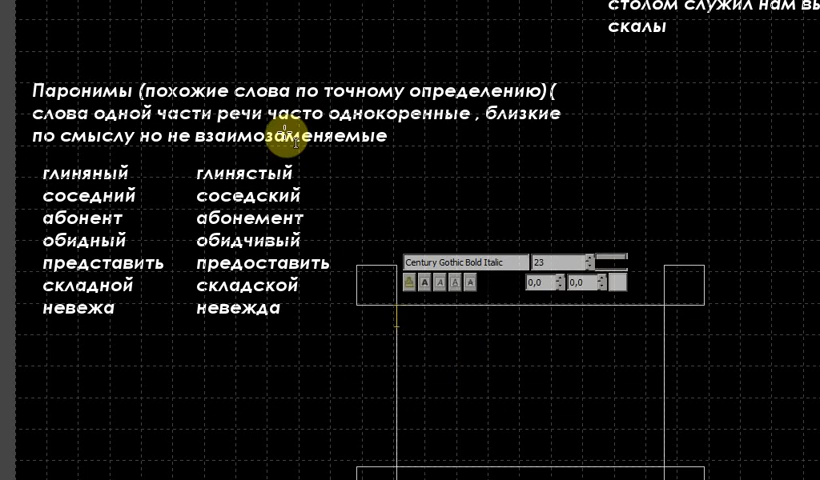 столом служил нам вы
скалы
Паронимы (похожие слова по точному определению)(
слова одной части речи часто однокоренные , близкие
по смыслу но не взаимозаменяемые
глиняный глинястый
соседний соседский
абонент абонемент
обидный обидчивый
представить предоставить
складной складской
невежа невежда
Century Gothic Bold Italic 23
0,0 0,0